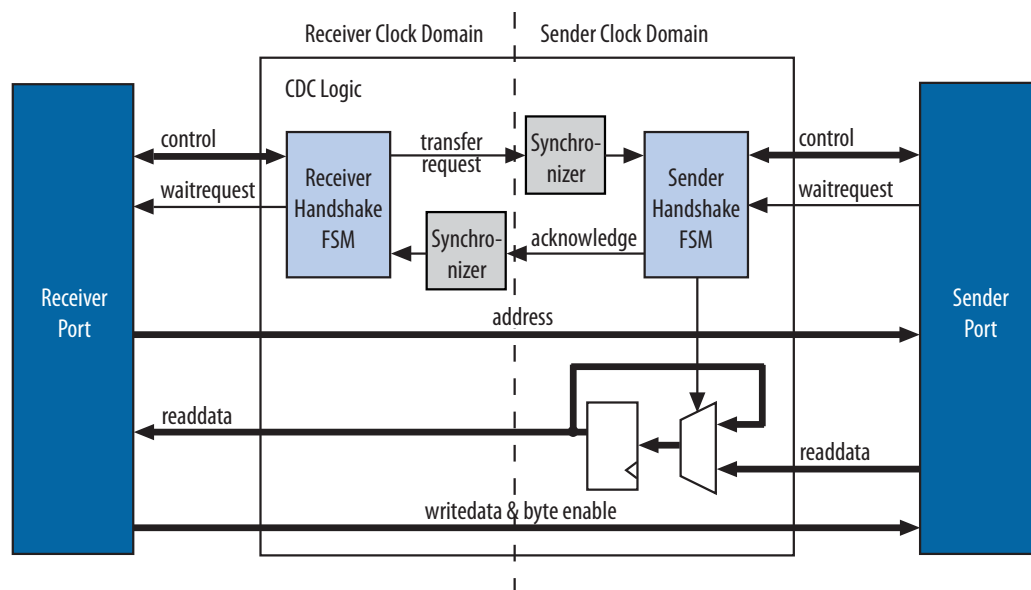 Receiver Clock Domain
Sender Clock Domain
CDC Logic
control
waitrequest
Receiver
Handshake
FSM
transfer
request
Synchro-
nizer
Sender
Handshake
FSM
control
waitrequest
Synchro-
nizer
acknowledge
Receiver
Port
address
Sender
Port
readdata
readdata
writedata & byte enable